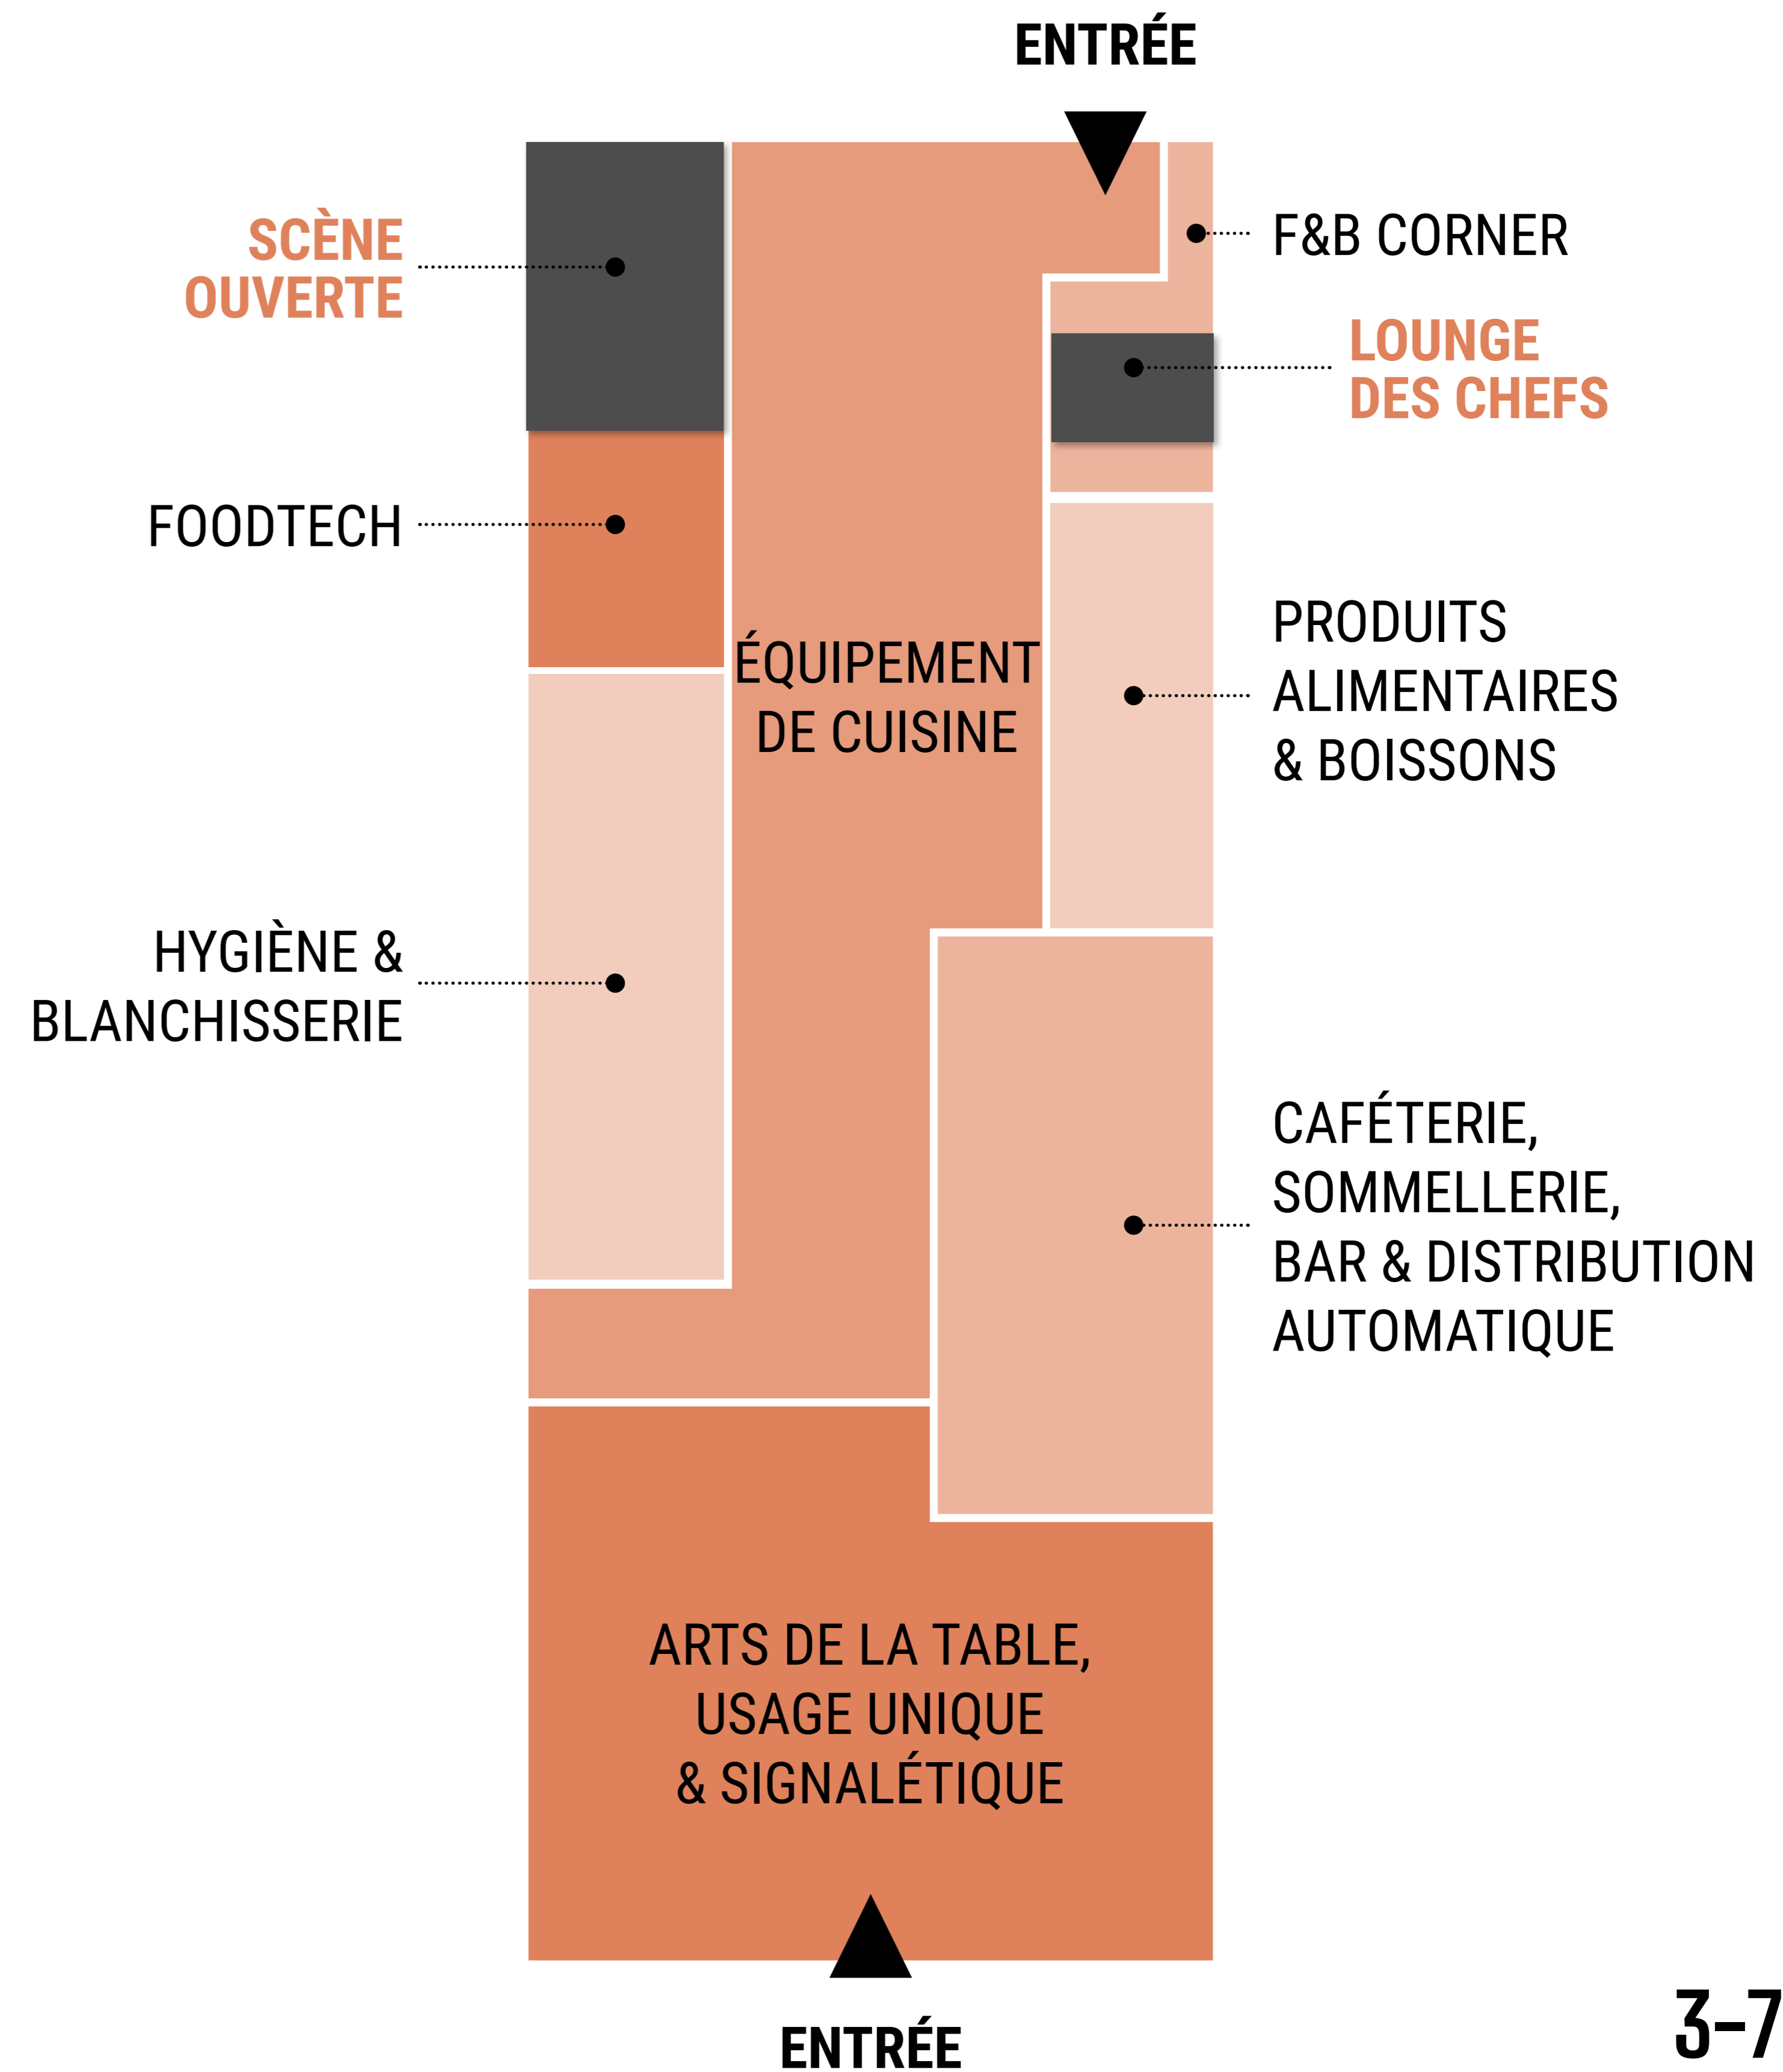 ENTRÉE
SCÈNE
OUVERTE
F&B CORNER
LOUNGE
DES CHEFS
FOODTECH
ÉQUIPEMENT
DE CUISINE
PRODUITS
ALIMENTAIRES
& BOISSONS
HYGIÈNE &
BLANCHISSERIE
CAFÉTERIE,
SOMMELLERIE,
BAR & DISTRIBUTION
AUTOMATIQUE
ARTS DE LA TABLE,
USAGE UNIQUE
& SIGNALÉTIQUE
ENTRÉE
3–7